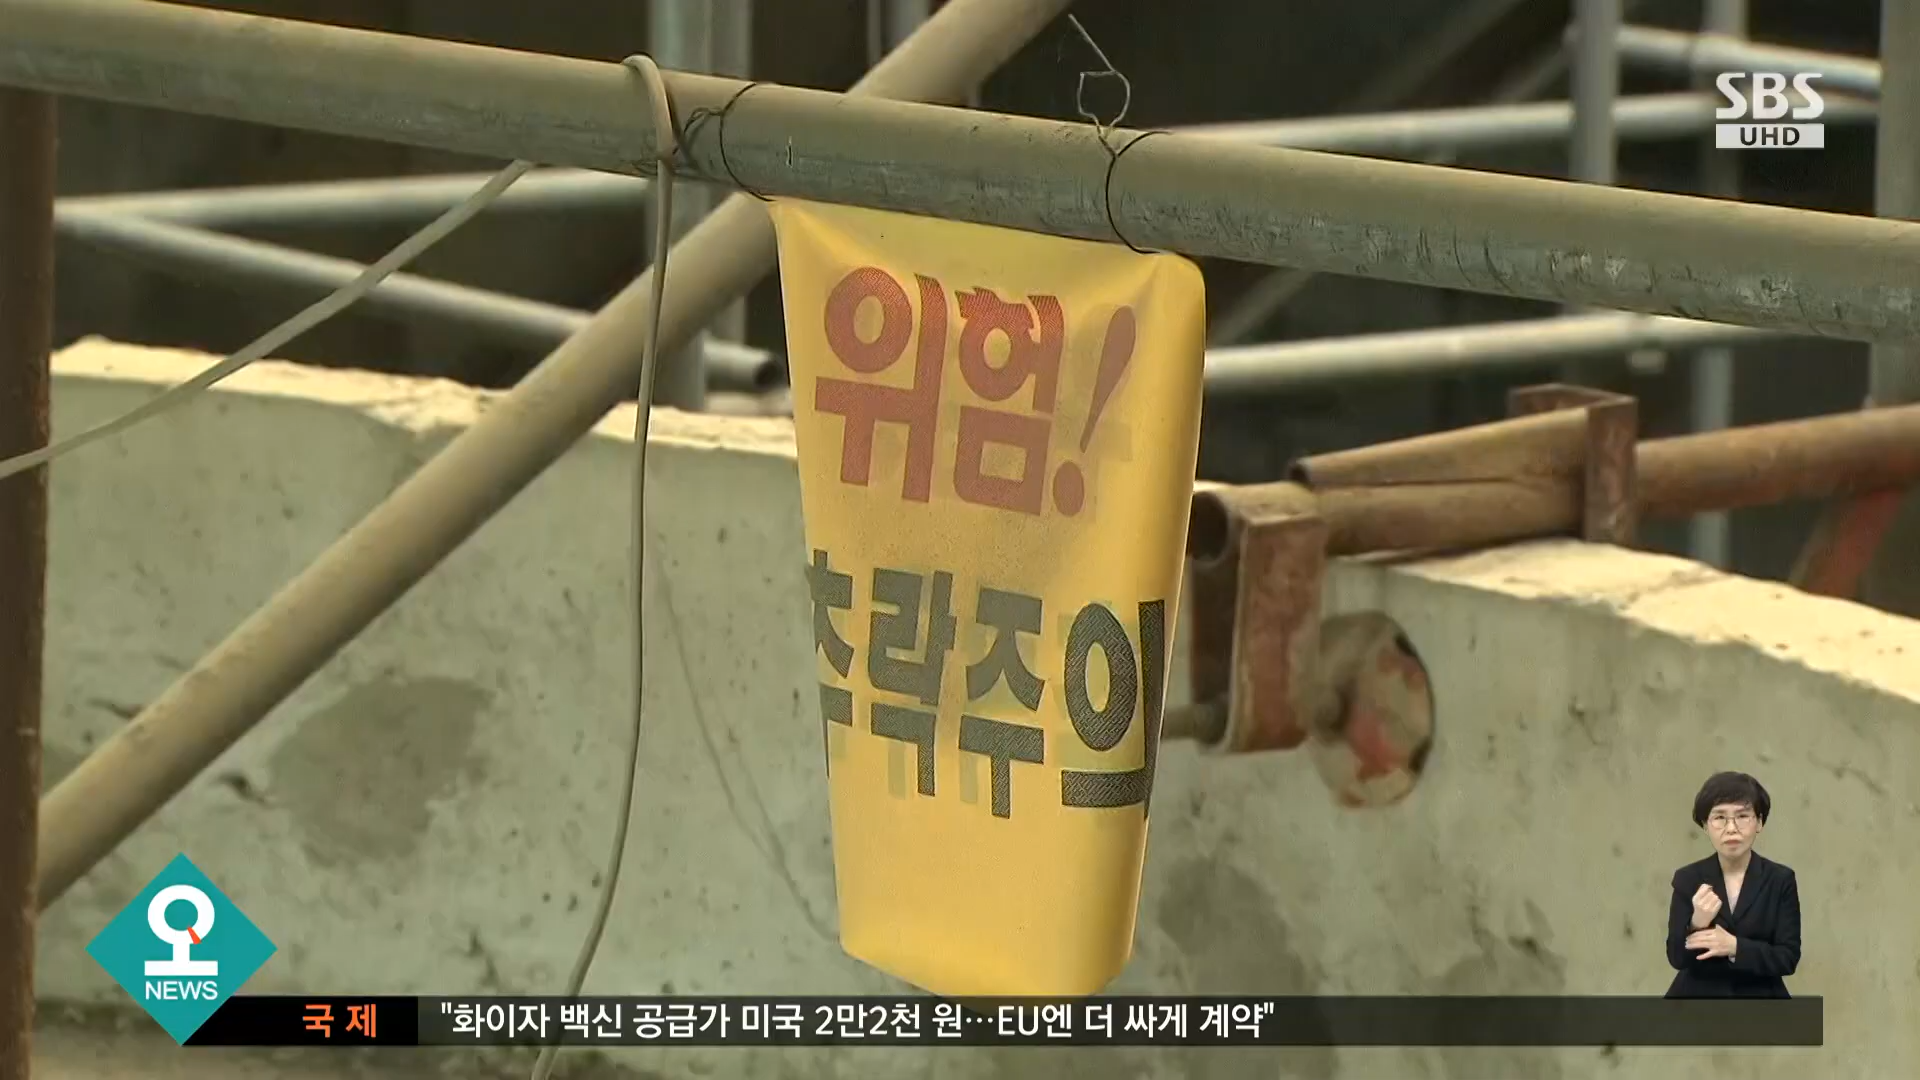 SBS
UHD
위험!
추락주의
오
NEWS
국제
"화이자 백신 공급가 미국 2만2천 원…EU엔 더 싸게 계약"